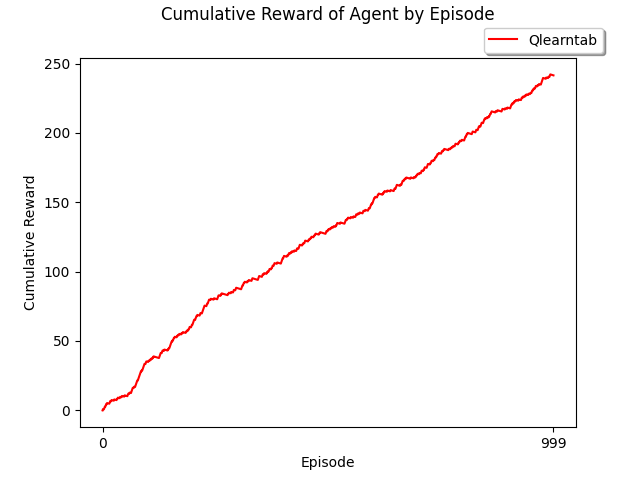 Cumulative Reward of Agent by Episode
Qlearntab
250
200
150
100
50
0
Cumulative Reward
0
999
Episode